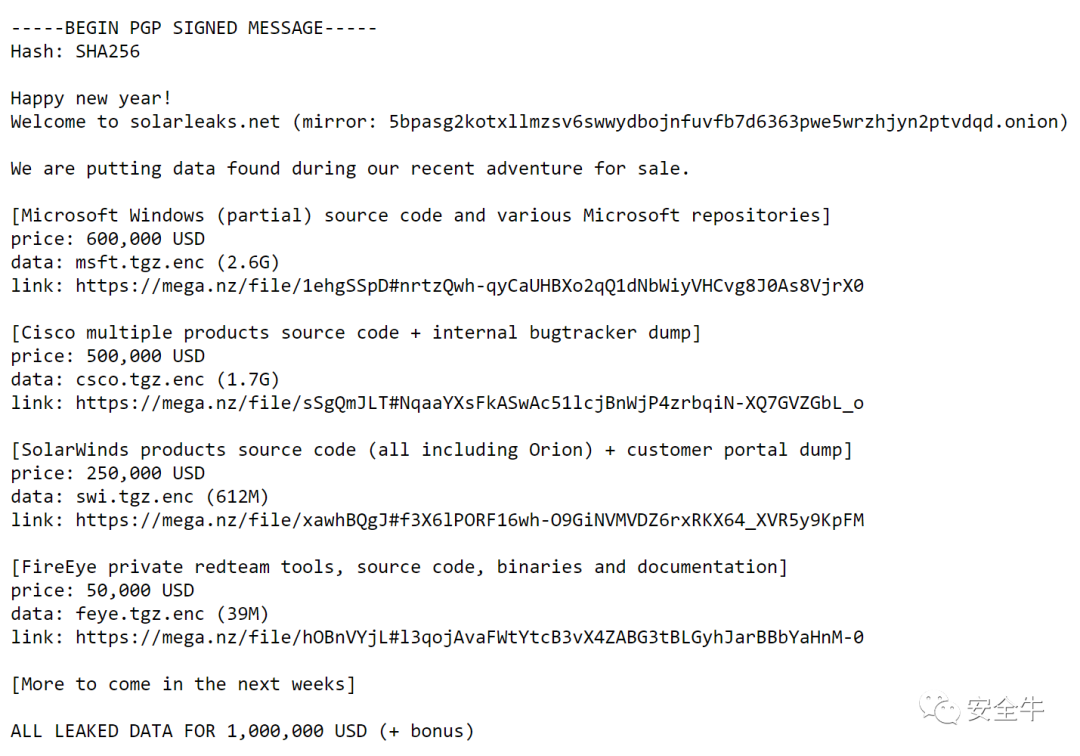 -----BEGIN PGP SIGNED MESSAGE-----
Hash: SHA256
Happy new year!
Welcome to solarleaks.net (mirror: 5bpasg2kotxllmzsv6swwydbojnfuvfb7d6363pwe5wrzhjyn2ptvdqd.onion)
We are putting data found during our recent adventure for sale.
[Microsoft Windows (partial) source code and various Microsoft repositories]
price: 600,000 USD
data: msft.tgz.enc (2.6G)
link: https://mega.nz/file/1ehgSSpD#nrtzQwh-qyCaUHBXo2qQ1dNbWiyVHCvg8J0As8VjrX0
[Cisco multiple products source code + internal bugtracker dump]
price: 500,000 USD
data: csco.tgz.enc (1.7G)
link: https://mega.nz/file/sSgQmJLT#NqaaYXsFkASwAc51lcjBnWjP4zrbqiN-XQ7GVZGbL_o
[SolarWinds products source code (all including Orion) + customer portal dump]
price: 250,000 USD
data: swi.tgz.enc (612M)
link: https://mega.nz/file/xawhBQgJ#f3X6lPORF16wh-O9GiNVMVDZ6rxRKX64_XVR5y9KpFM
[FireEye private redteam tools, source code, binaries and documentation]
price: 50,000 USD
data: feye.tgz.enc (39M)
link: https://mega.nz/file/hOBnVYjL#l3qojAvaFWtYtcB3vX4ZABG3tBLGyhJarBBbYaHnM-0
[More to come in the next weeks]
ALL LEAKED DATA FOR 1,000,000 USD (+ bonus)
安全牛